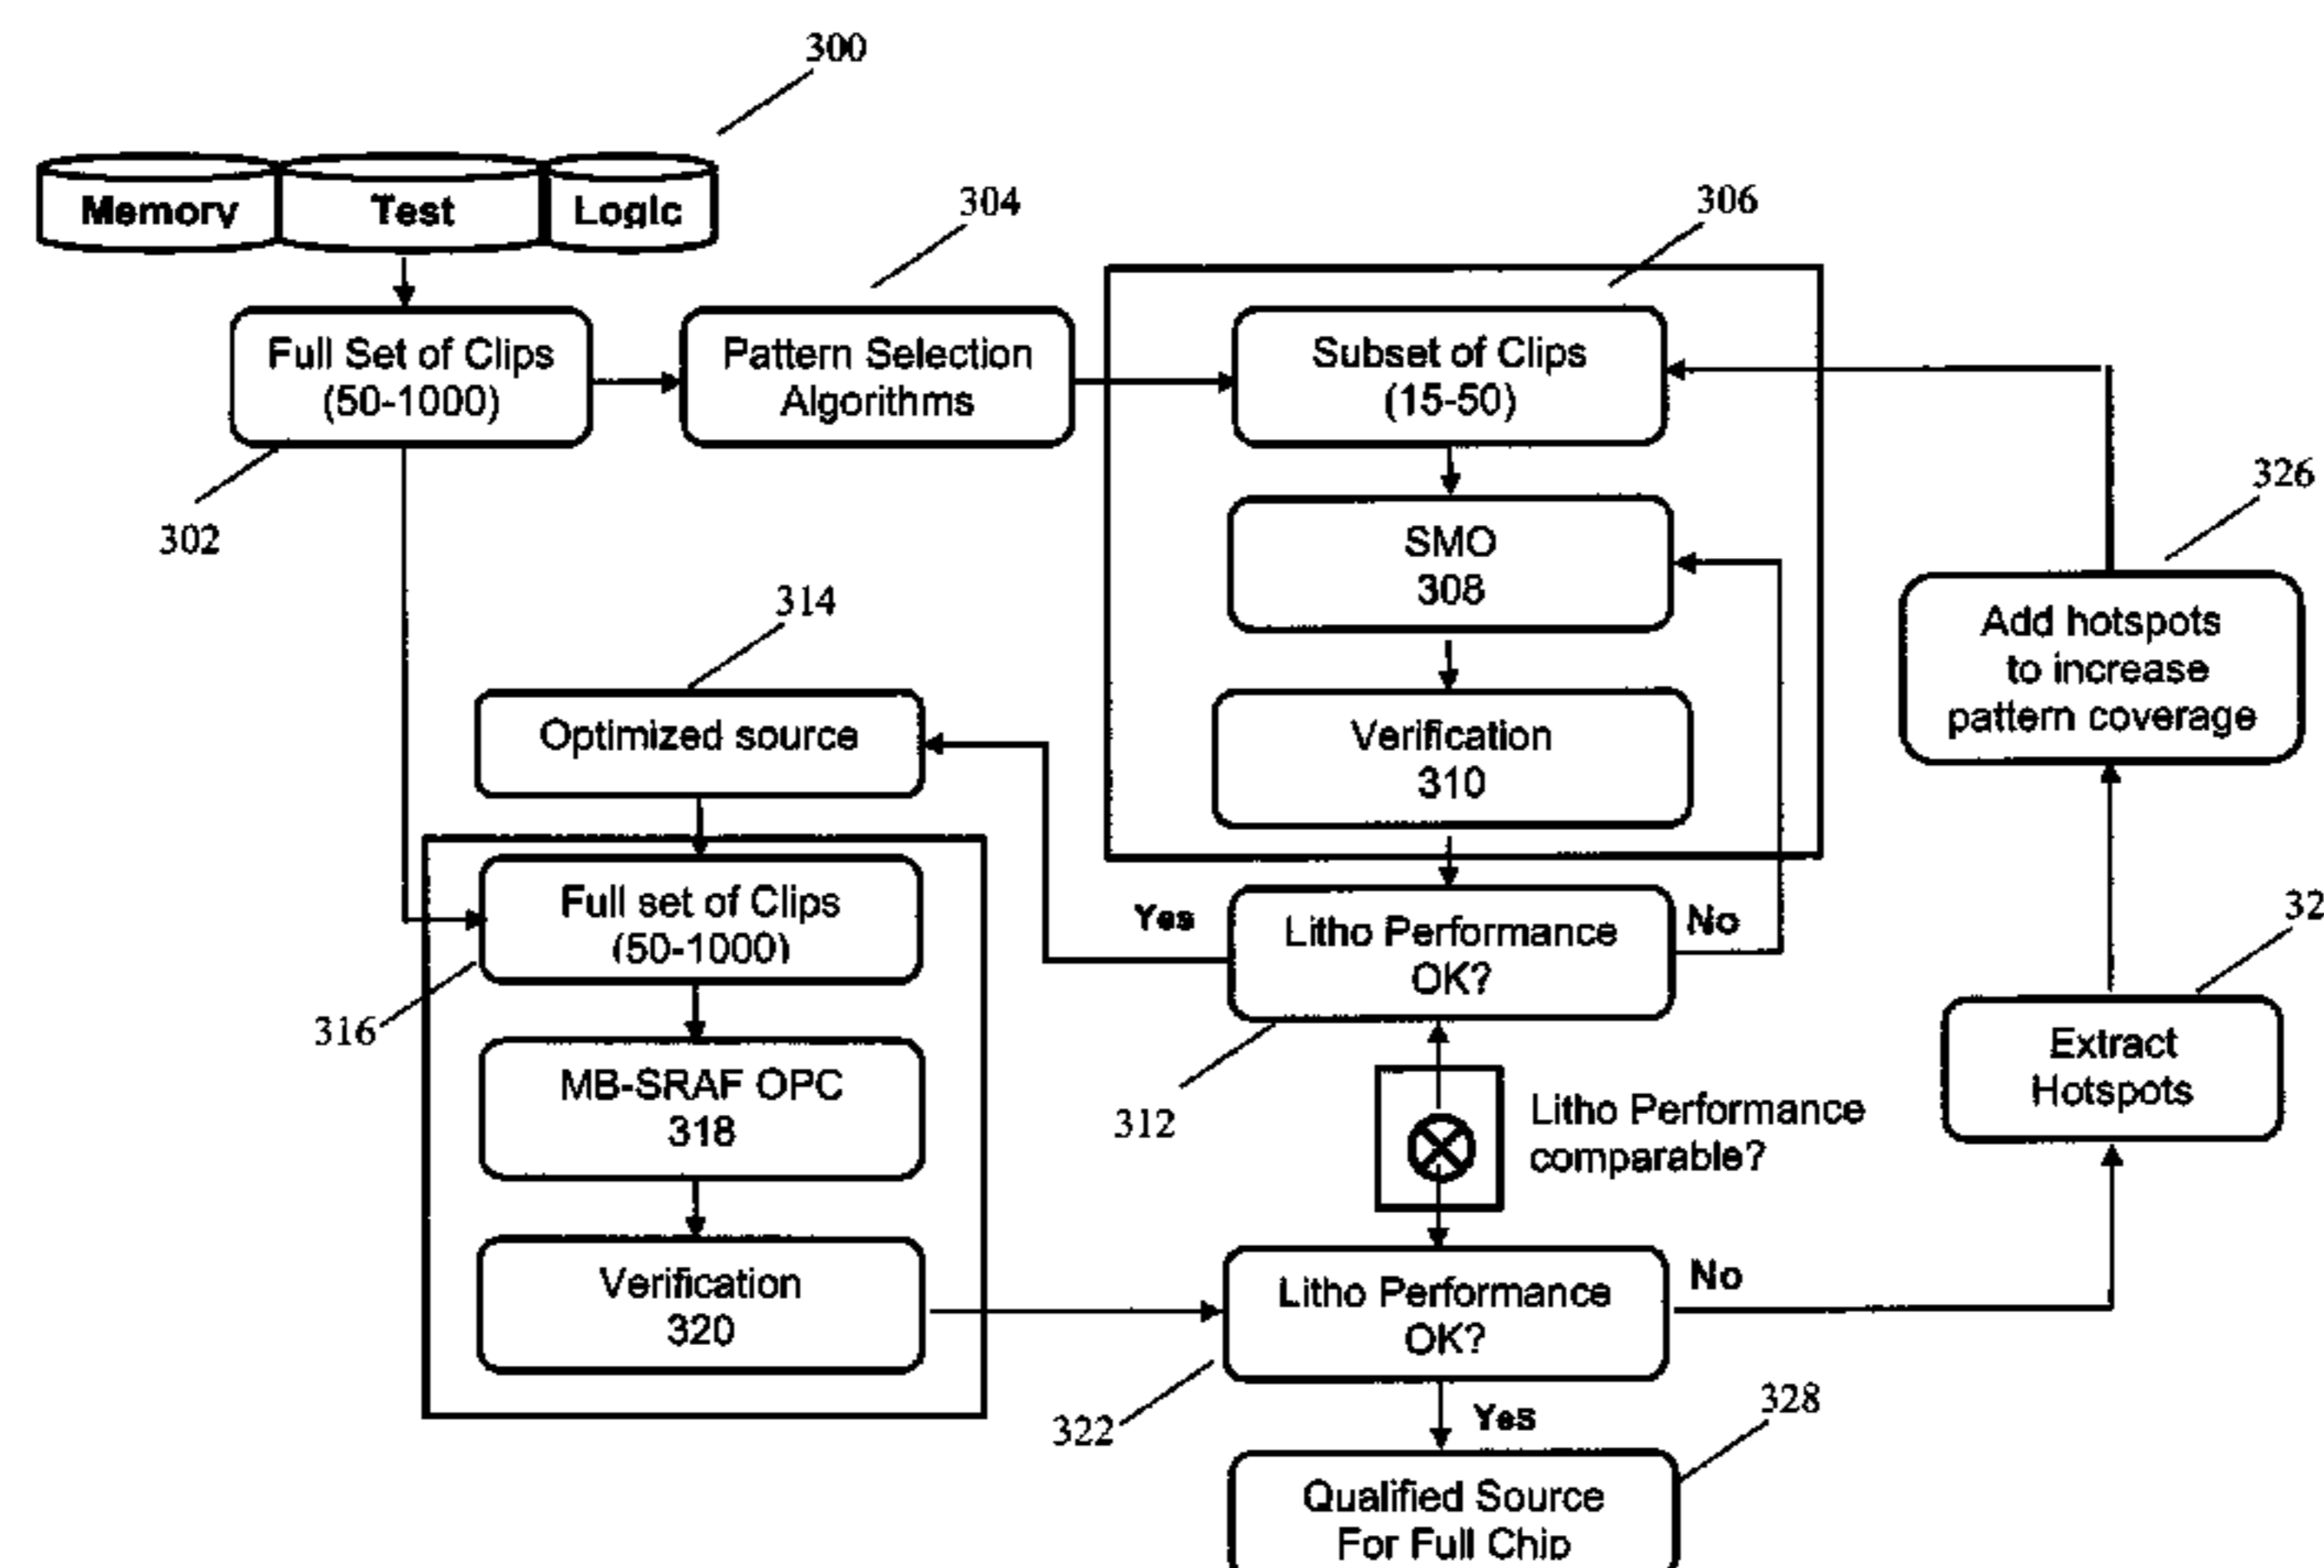 300
Memory Test Logic
304
306
Full Set of Clips
(50-1000)
Pattern Selection
Algorithms
Subset of Clips
(15-50)
302
326
SMO
308
314
Add hotspots
to increase
pattern coverage
Optimized source
Verification
310
32
Full set of Clips
(50-1000)
Yes
Litho Performance
OK?
No
316
Extract
Hotspots
MB-SRAF OPC
318
312
Litho Performance
comparable?
Verification
320
Litho Performance
OK?
No
322
Yes
328
Qualified Source
For Full Chip